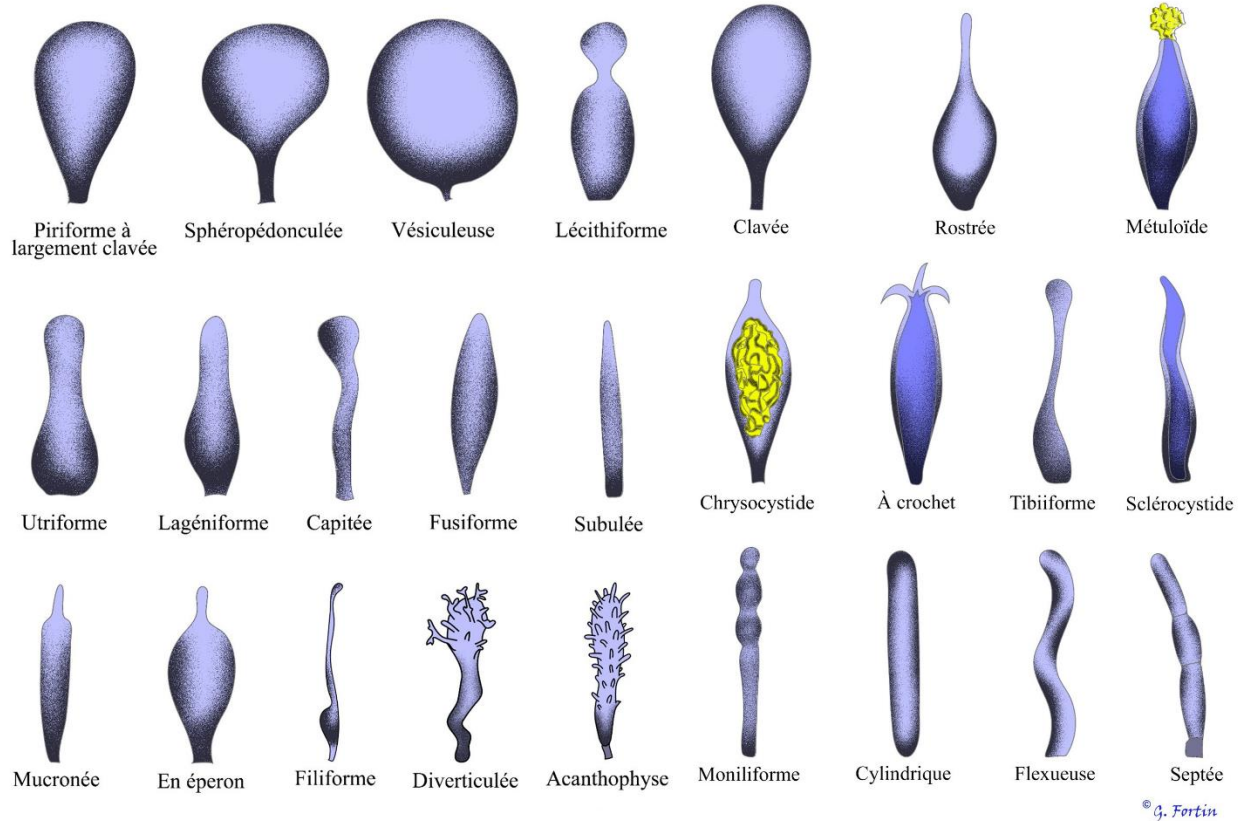 Piriforme à
largement clavée
Sphéropédonculée
Vésiculeuse
Lécithiforme
Clavée
Rostrée
Métuloïde
Utriforme
Lagéniforme
Capitée
Fusiforme
Subulée
Chrysocystide
À crochet
Tibiiforme
Sclérocystide
Mucronée
En éperon
Filiforme
Diverticulée
Acanthophyse
Moniliforme
Cylindrique
Flexueuse
Septée
© G. Fortin